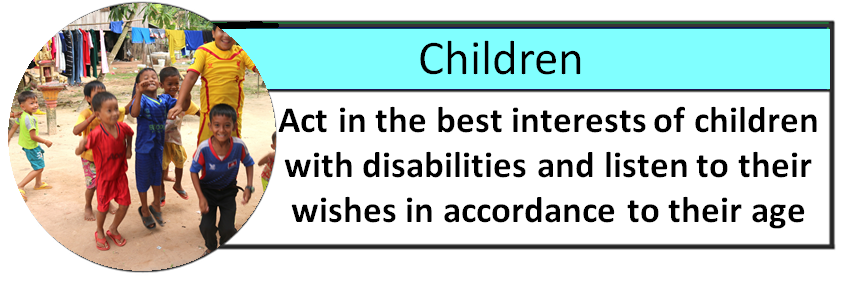 Children
Act in the best interests of children
with disabilities and listen to their
wishes in accordance to their age